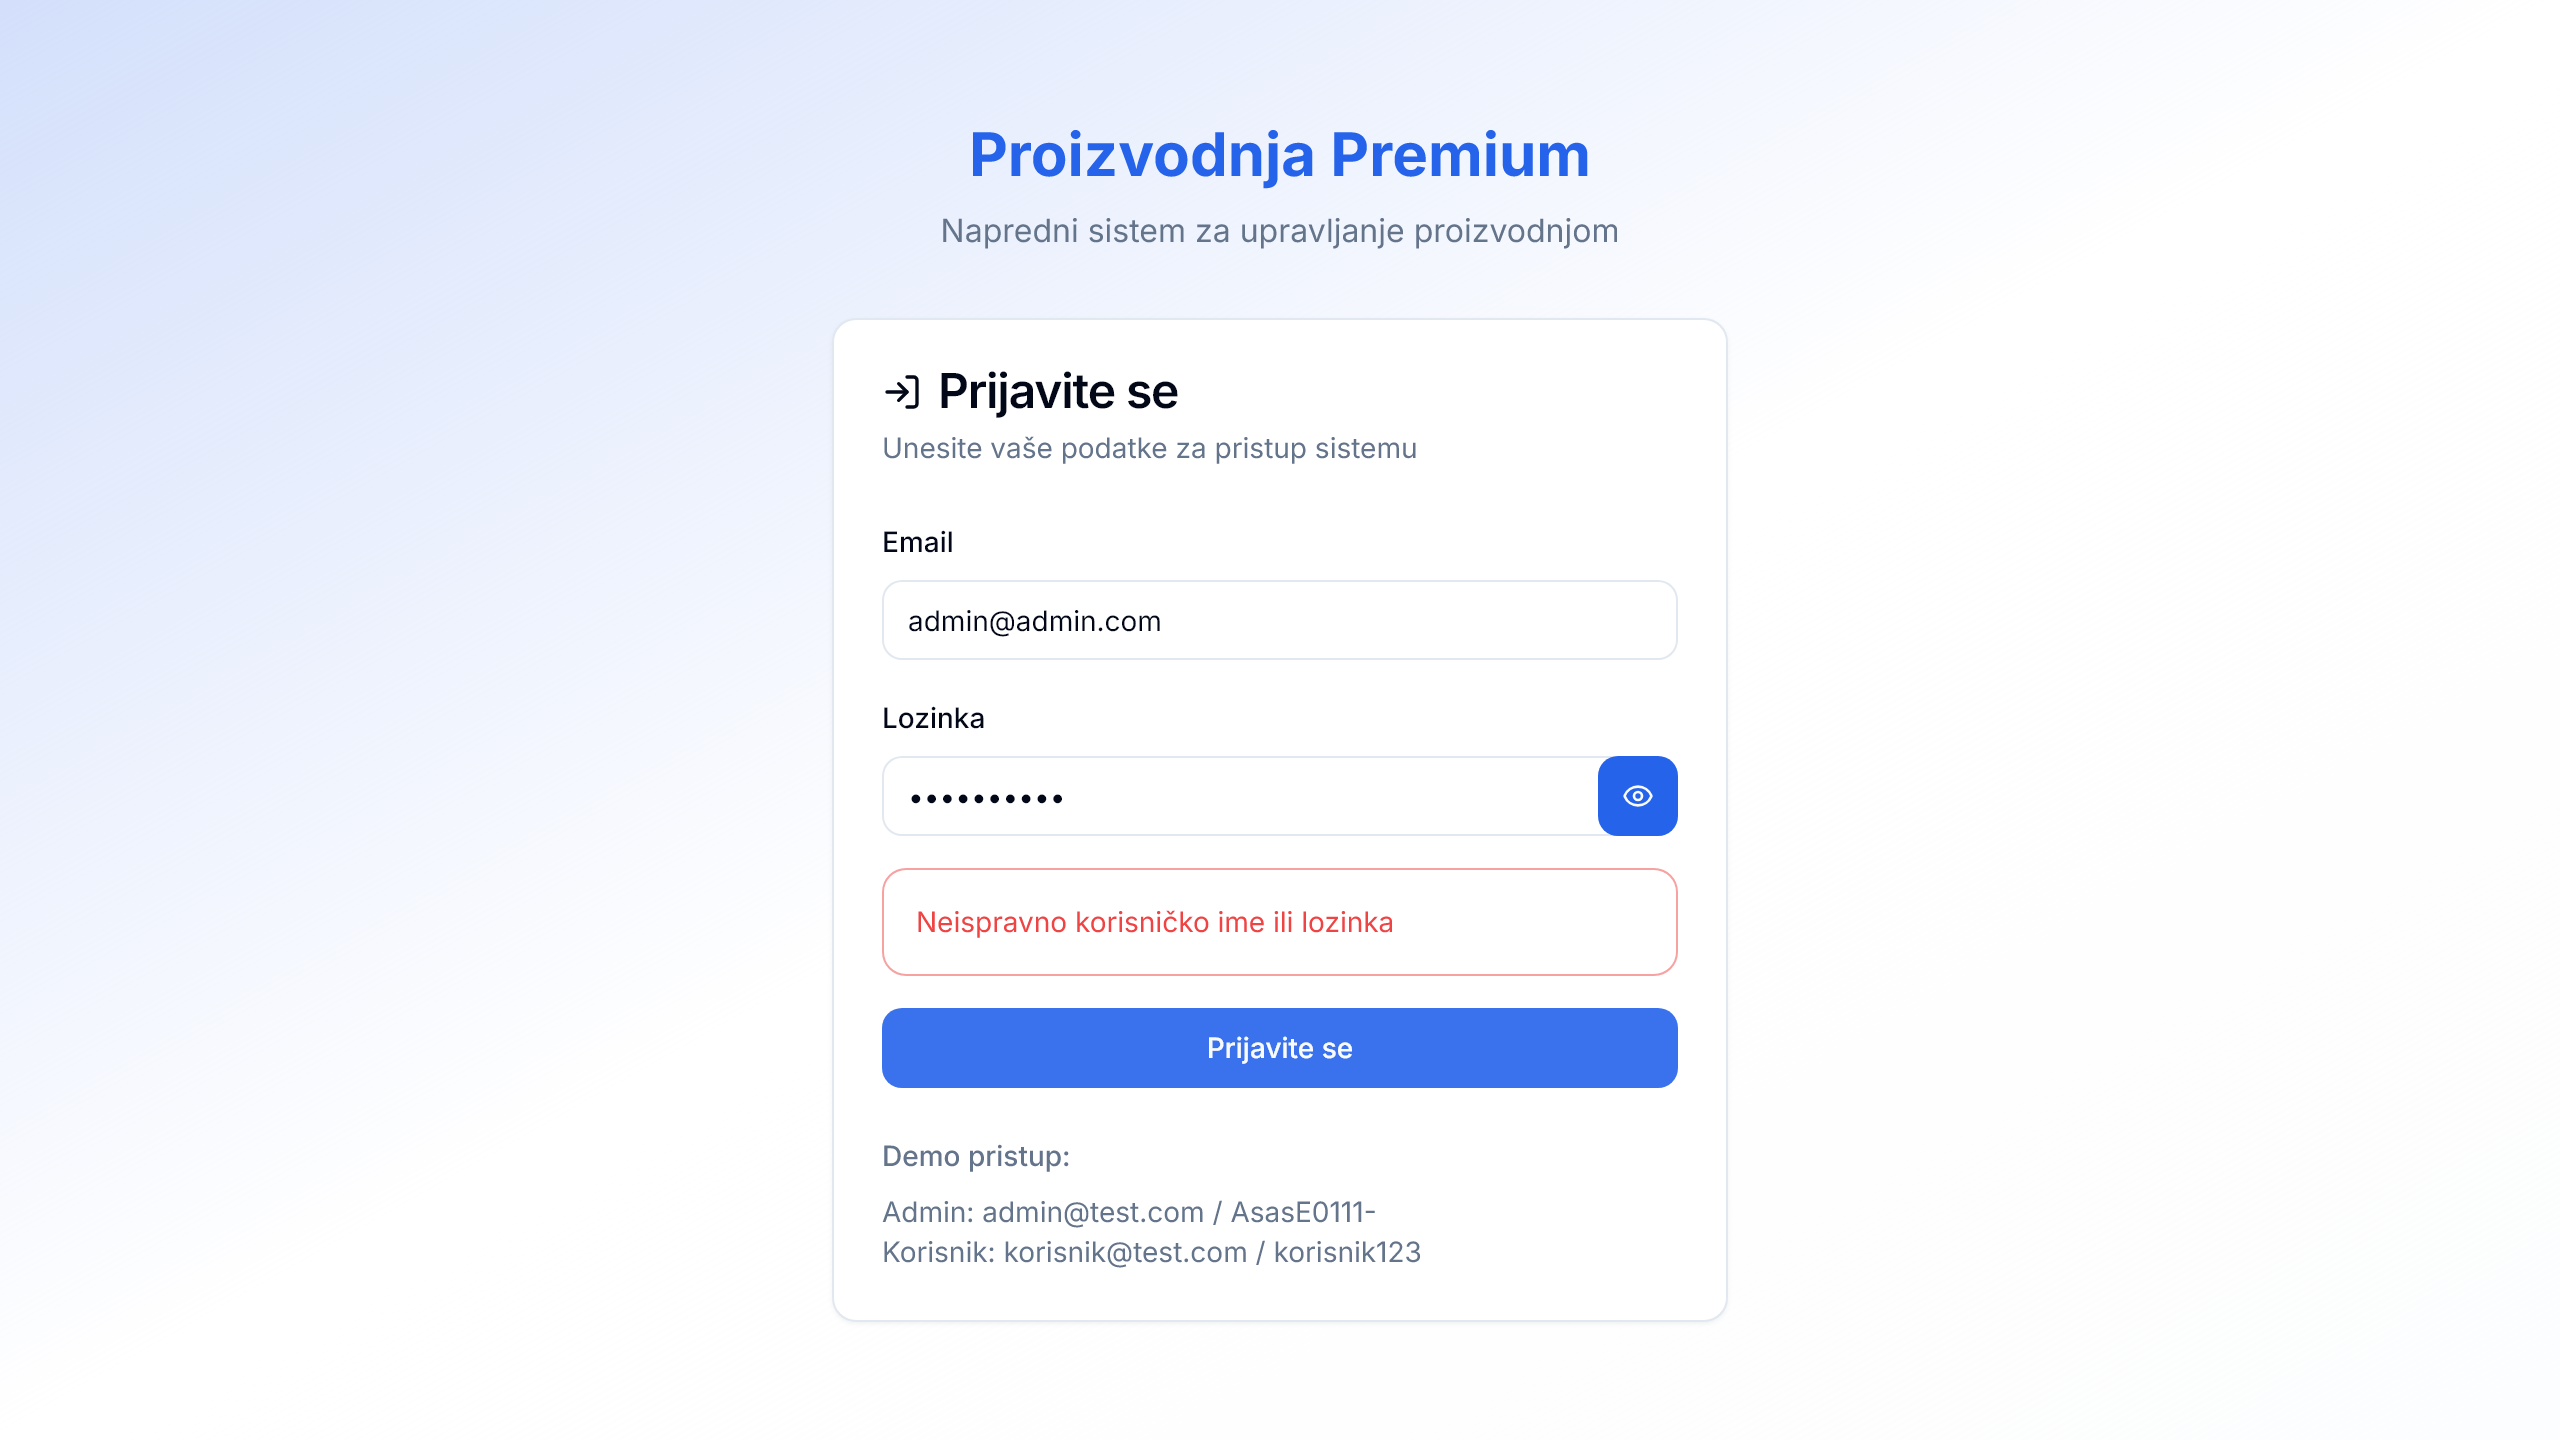 Proizvodnja Premium
Napredni sistem za upravljanje proizvodnjom
Prijavite se
Unesite vaše podatke za pristup sistemu
Email
admin@admin.com
Lozinka
••••••••••
Neispravno korisničko ime ili lozinka
Prijavite se
Demo pristup:
Admin: admin@test.com / AsasE0111-
Korisnik: korisnik@test.com / korisnik123